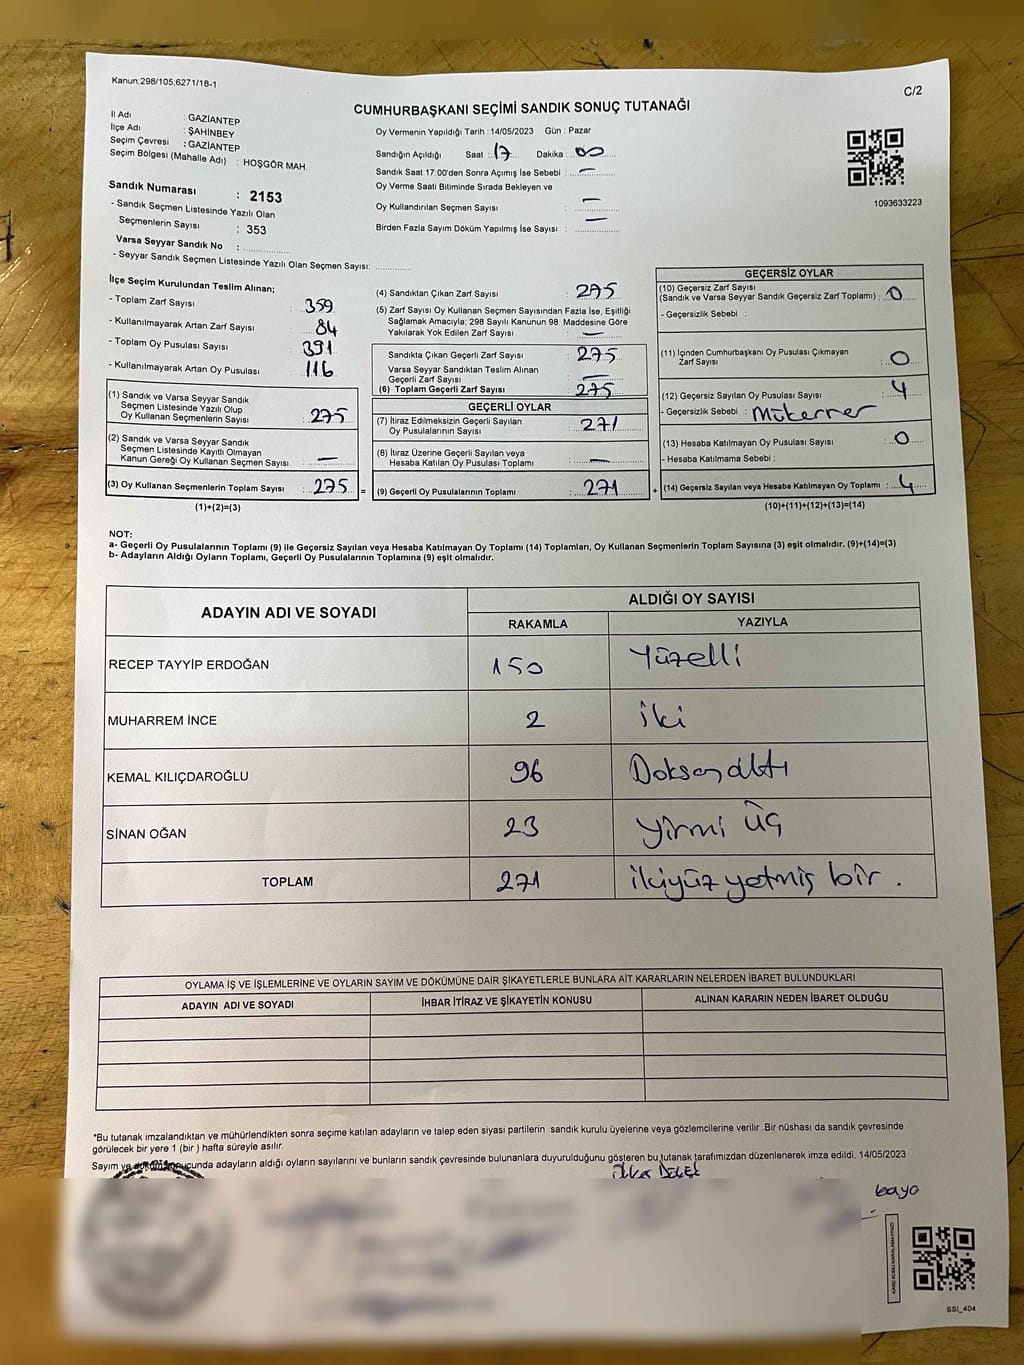 Kanun;298/105,6271/18-1
C/2
CUMHURBAŞKANI SEÇİMİ SANDIK SONUÇ TUTANAĞI
İl Adı : GAZİANTEP
İlçe Adı : ŞAHİNBEY
Seçim Çevresi : GAZİANTEP
Seçim Bölgesi (Mahalle Adı) : HOŞGÖR MAH.
Sandık Numarası : 2153
- Sandık Seçmen Listesinde Yazılı Olan
Seçmenlerin Sayısı : 353
Varsa Seyyar Sandık No : ..............
- Seyyar Sandık Seçmen Listesinde Yazılı Olan Seçmen Sayısı: ............
Oy Vermenin Yapıldığı Tarih : 14/05/2023 Gün : Pazar
Sandığın Açıldığı Saat : 17 Dakika : 00
Sandık Saat 17:00'den Sonra Açımış İse Sebebi : —
Oy Verme Saati Bitiminde Sırada Bekleyen ve
Oy Kullandırılan Seçmen Sayısı : —
Birden Fazla Sayım Döküm Yapılmış İse Sayısı : —
1093633223
İlçe Seçim Kurulundan Teslim Alınan;
- Toplam Zarf Sayısı : 359
- Kullanılmayarak Artan Zarf Sayısı : 84
- Toplam Oy Pusulası Sayısı : 391
- Kullanılmayarak Artan Oy Pusulası : 116
(1) Sandık ve Varsa Seyyar Sandık
Seçmen Listesinde Yazılı Olup
Oy Kullanan Seçmenlerin Sayısı : 275
(2) Sandık ve Varsa Seyyar Sandık
Seçmen Listesinde Kayıtlı Olmayan
Kanun Gereği Oy Kullanan Seçmen Sayısı : —
(3) Oy Kullanan Seçmenlerin Toplam Sayısı : 275 =
(1)+(2)=(3)
(4) Sandıktan Çıkan Zarf Sayısı : 275
(5) Zarf Sayısı Oy Kullanan Seçmen Sayısından Fazla İse, Eşitliği
Sağlamak Amacıyla; 298 Sayılı Kanunun 98. Maddesine Göre
Yakılarak Yok Edilen Zarf Sayısı : —
Sandıkta Çıkan Geçerli Zarf Sayısı : 275
Varsa Seyyar Sandıktan Teslim Alınan
Geçerli Zarf Sayısı : —
(6) Toplam Geçerli Zarf Sayısı : 275
GEÇERLİ OYLAR
(7) İtiraz Edilmeksizin Geçerli Sayılan
Oy Pusulalarının Sayısı : 271
(8) İtiraz Üzerine Geçerli Sayılan veya
Hesaba Katılan Oy Pusulası Toplamı : —
(9) Geçerli Oy Pusulalarının Toplamı : 271 +
GEÇERSİZ OYLAR
(10) Geçersiz Zarf Sayısı
(Sandık ve Varsa Seyyar Sandık Geçersiz Zarf Toplamı) : 0
- Geçersizlik Sebebi :
(11) İçinden Cumhurbaşkanı Oy Pusulası Çıkmayan
Zarf Sayısı : 0
(12) Geçersiz Sayılan Oy Pusulası Sayısı : 4
- Geçersizlik Sebebi : Mükerrer
(13) Hesaba Katılmayan Oy Pusulası Sayısı : 0
- Hesaba Katılmama Sebebi :
(14) Geçersiz Sayılan veya Hesaba Katılmayan Oy Toplamı : 4
(10)+(11)+(12)+(13)=(14)
NOT:
a- Geçerli Oy Pusulalarının Toplamı (9) ile Geçersiz Sayılan veya Hesaba Katılmayan Oy Toplamı (14) Toplamları, Oy Kullanan Seçmenlerin Toplam Sayısına (3) eşit olmalıdır. (9)+(14)=(3)
b- Adayların Aldığı Oyların Toplamı, Geçerli Oy Pusulalarının Toplamına (9) eşit olmalıdır.
ADAYIN ADI VE SOYADI
ALDIĞI OY SAYISI
RAKAMLA YAZIYLA
RECEP TAYYİP ERDOĞAN 150 Yüzelli
MUHARREM İNCE 2 iki
KEMAL KILIÇDAROĞLU 96 Doksanaltı
SİNAN OĞAN 23 Yirmi üç
TOPLAM 271 ikiyüz yetmiş bir .
OYLAMA İŞ VE İŞLEMLERİNE VE OYLARIN SAYIM VE DÖKÜMÜNE DAİR ŞİKAYETLERLE BUNLARA AİT KARARLARIN NELERDEN İBARET BULUNDUKLARI
ADAYIN ADI VE SOYADI İHBAR İTİRAZ VE ŞİKAYETİN KONUSU ALINAN KARARIN NEDEN İBARET OLDUĞU
*Bu tutanak imzalandıktan ve mühürlendikten sonra seçime katılan adayların ve talep eden siyasi partilerin sandık kurulu üyelerine veya gözlemcilerine verilir .Bir nüshası da sandık çevresinde
görülecek bir yere 1 (bir ) hafta süreyle asılır.
Sayım ve dökümü sonucunda adayların aldığı oyların sayılarını ve bunların sandık çevresinde bulunanlara duyurulduğunu gösteren bu tutanak tarafımızdan düzenlenerek imza edildi. 14/05/2023
SSI_404